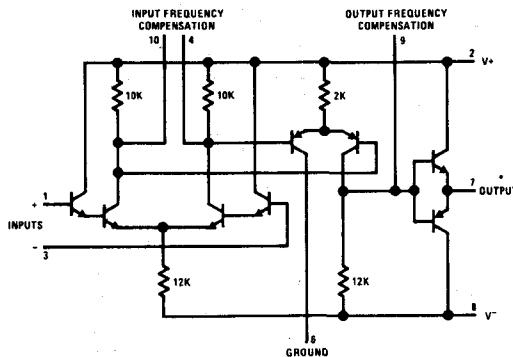 INPUT FREQUENCY
COMPENSATION
10 4
OUTPUT FREQUENCY
COMPENSATION
9
2 V+
10K
10K
2K
1
+
INPUTS
-
3
7 OUTPUT
12K
12K
8 V-
6
GROUND